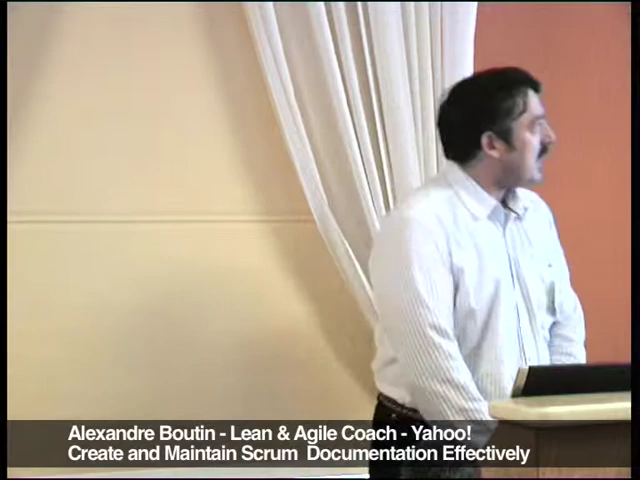 Alexandre Boutin - Lean & Agile Coach - Yahoo!
Create and Maintain Scrum Documentation Effectively